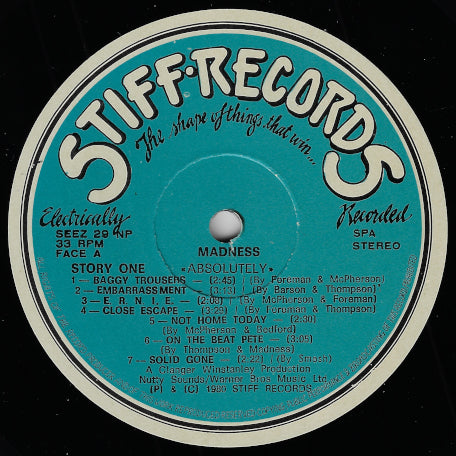 STIFF·RECORDS
The shape of things that win...
Electrically
Recorded
SEEZ 29 NP
33 RPM
FACE A
SPA
STEREO
MADNESS
STORY ONE «ABSOLUTELY»
1 — BAGGY TROUSERS — (2:45) ! (By Foreman & McPherson)
2 — EMBARRASSMENT — (3:13) ! (By Barson & Thompson)
3 — E. R. N. I. E. — (2:08) ! (By McPherson & Foreman)
4 — CLOSE ESCAPE — (3:29) ! (By Foreman & Thompson)
5 — NOT HOME TODAY — (2:30)
(By McPherson & Bedford)
6 — ON THE BEAT PETE — (3:05)
(By Thompson & Madness)
7 — SOLID GONE — (2:22) ! (By Smash)
A Clanger Winstanley Production
Nutty Sounds/Warner Bros Music Ltd.
(P) & (C) 1980 STIFF RECORDS